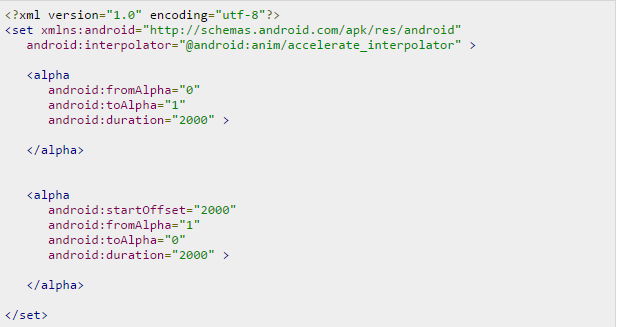 <?xml version="1.0" encoding="utf-8"?>
<set xmlns:android="http://schemas.android.com/apk/res/android"
android:interpolator="@android:anim/accelerate_interpolator" >
<alpha
android:fromAlpha="0"
android:toAlpha="1"
android:duration="2000" >
</alpha>
<alpha
android:startOffset="2000"
android:fromAlpha="1"
android:toAlpha="0"
android:duration="2000" >
</alpha>
</set>